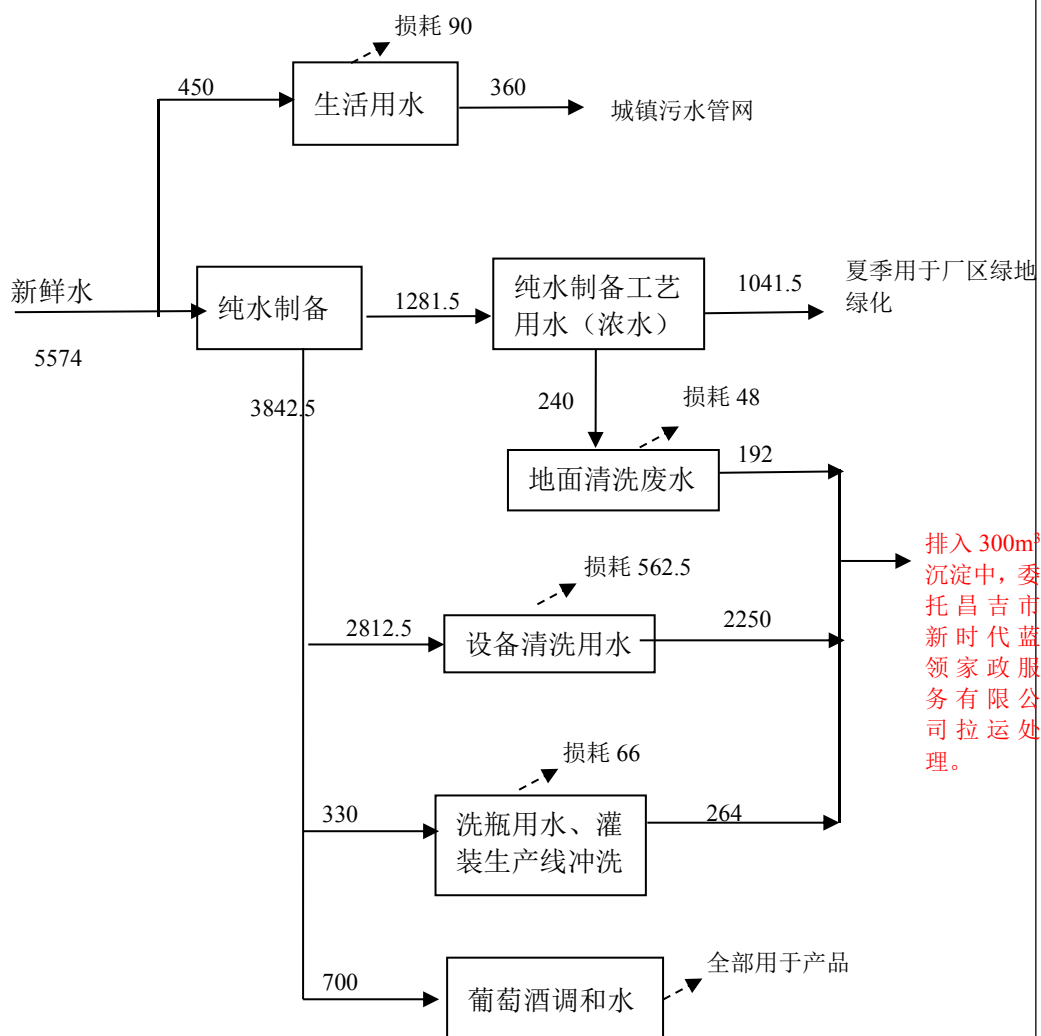 损耗 90
450
生活用水
360
城镇污水管网
新鲜水
5574
纯水制备
1281.5
纯水制备工艺
用水（浓水）
1041.5
夏季用于厂区绿地
绿化
3842.5
240
损耗 48
地面清洗废水
192
损耗 562.5
2812.5
设备清洗用水
2250
排入 300m³
沉淀中，委
托昌吉市
新时代蓝
领家政服
务有限公
司拉运处
理。
损耗 66
330
洗瓶用水、灌
装生产线冲洗
264
700
葡萄酒调和水
全部用于产品